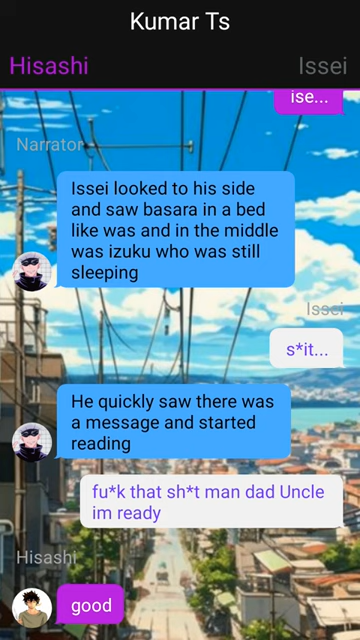 Kumar Ts
Hisashi
Issei
ise...
Narrator
Issei looked to his side
and saw basara in a bed
like was and in the middle
was izuku who was still
sleeping
Issei
s*it...
He quickly saw there was
a message and started
reading
fu*k that sh*t man dad Uncle
im ready
Hisashi
good